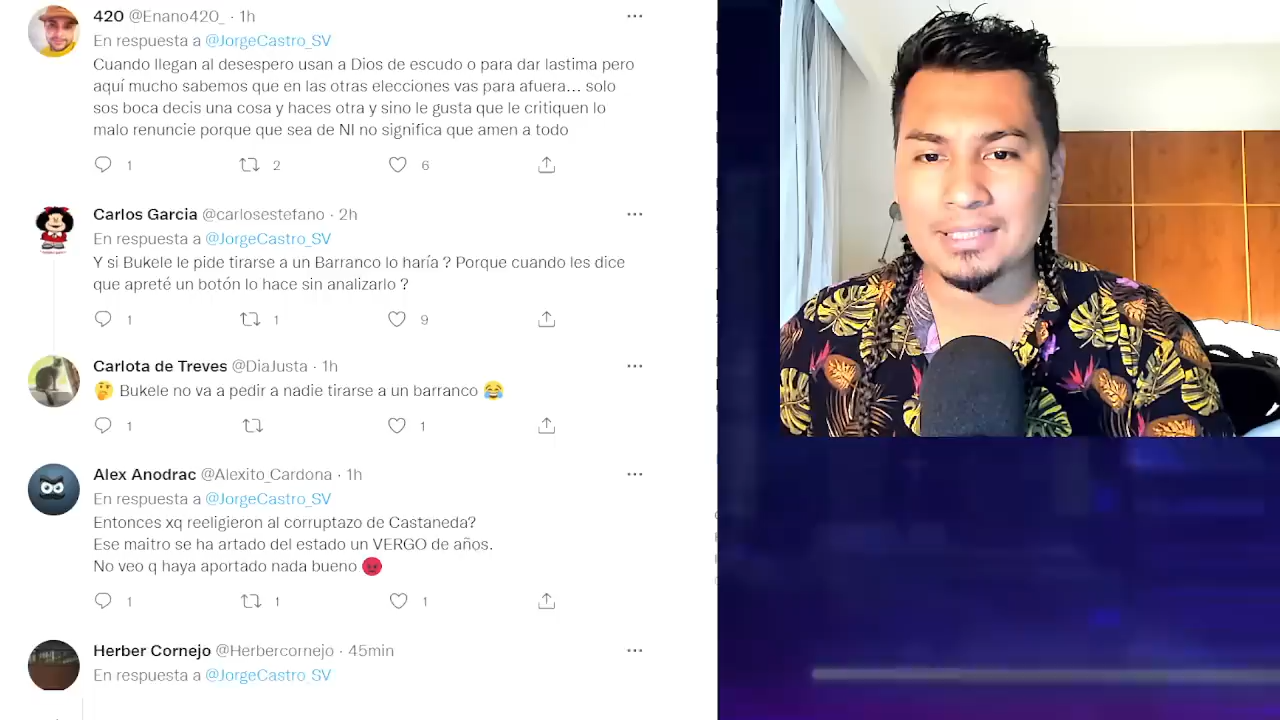 420 @Enano420_ · 1h
En respuesta a @JorgeCastro_SV
Cuando llegan al desespero usan a Dios de escudo o para dar lastima pero
aquí mucho sabemos que en las otras elecciones vas para afuera... solo
sos boca decis una cosa y haces otra y sino le gusta que le critiquen lo
malo renuncie porque que sea de NI no significa que amen a todo
1 2 6
Carlos Garcia @carlosestefano · 2h
En respuesta a @JorgeCastro_SV
Y si Bukele le pide tirarse a un Barranco lo haría ? Porque cuando les dice
que apreté un botón lo hace sin analizarlo ?
1 1 9
Carlota de Treves @DiaJusta · 1h
🤔 Bukele no va a pedir a nadie tirarse a un barranco 😂
1 1
Alex Anodrac @Alexito_Cardona · 1h
En respuesta a @JorgeCastro_SV
Entonces xq reeligieron al corruptazo de Castaneda?
Ese maitro se ha artado del estado un VERGO de años.
No veo q haya aportado nada bueno 😡
1 1 1
Herber Cornejo @Herbercornejo · 45min
En respuesta a @JorgeCastro_SV